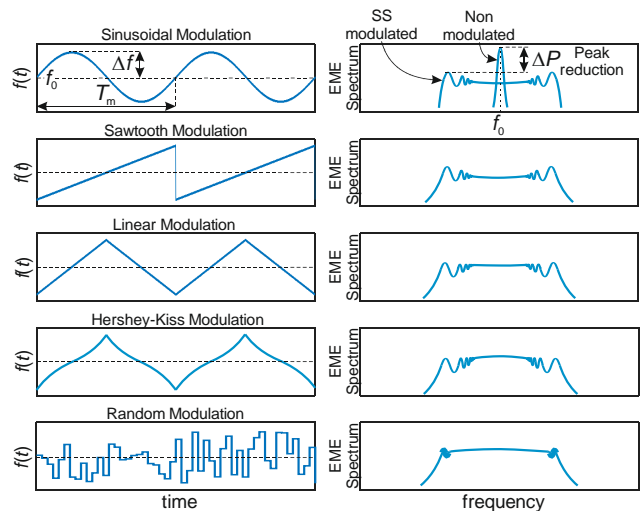 Sinusoidal Modulation
f(t)
f0
Δf
Tm
SS
modulated
Non
modulated
ΔP
Peak
reduction
EME
Spectrum
f0
Sawtooth Modulation
f(t)
EME
Spectrum
Linear Modulation
f(t)
EME
Spectrum
Hershey-Kiss Modulation
f(t)
EME
Spectrum
Random Modulation
f(t)
EME
Spectrum
time
frequency